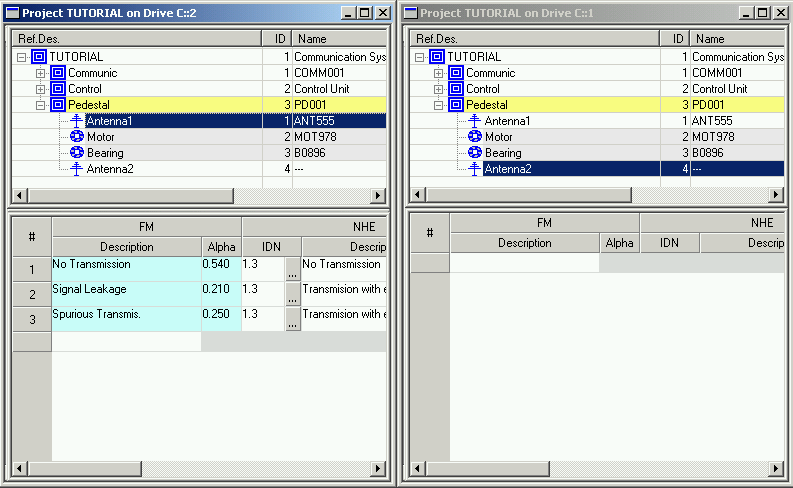 Project TUTORIAL on Drive C::2
Ref.Des. ID Name
TUTORIAL 1 Communication Sys
Communic 1 COMM001
Control 2 Control Unit
Pedestal 3 PD001
Antenna1 1 ANT555
Motor 2 MOT978
Bearing 3 B0896
Antenna2 4 ---
# FM NHE
Description Alpha IDN Descrip
1 No Transmission 0.540 1.3 ... No Transmission
2 Signal Leakage 0.210 1.3 ... Transmision with e
3 Spurious Transmis. 0.250 1.3 ... Transmision with e
Project TUTORIAL on Drive C::1
Ref.Des. ID Name
TUTORIAL 1 Communication Sys
Communic 1 COMM001
Control 2 Control Unit
Pedestal 3 PD001
Antenna1 1 ANT555
Motor 2 MOT978
Bearing 3 B0896
Antenna2 4 ---
# FM NHE
Description Alpha IDN Descrip